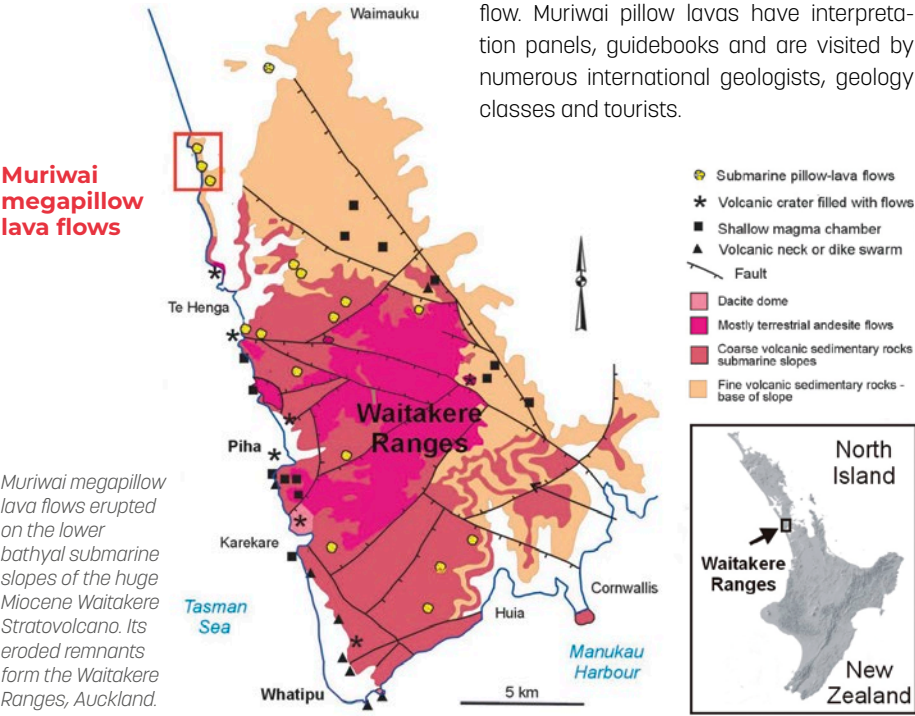 flow. Muriwai pillow lavas have interpreta-
tion panels, guidebooks and are visited by
numerous international geologists, geology
classes and tourists.
Waimauku
Muriwai
megapillow
lava flows
Submarine pillow-lava flows
Volcanic crater filled with flows
Shallow magma chamber
Volcanic neck or dike swarm
Fault
Dacite dome
Mostly terrestrial andesite flows
Coarse volcanic sedimentary rocks
submarine slopes
Fine volcanic sedimentary rocks -
base of slope
Te Henga
Waitakere
Ranges
Piha
Karekare
Tasman
Sea
Cornwallis
Huia
Manukau
Harbour
Whatipu
5 km
North
Island
Waitakere
Ranges
New
Zealand
Muriwai megapillow
lava flows erupted
on the lower
bathyal submarine
slopes of the huge
Miocene Waitakere
Stratovolcano. Its
eroded remnants
form the Waitakere
Ranges, Auckland.